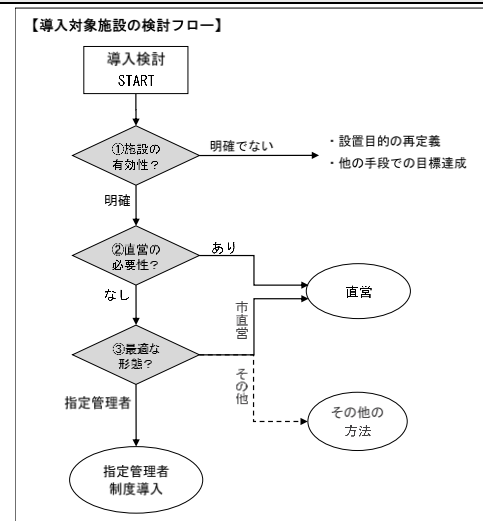 【導入対象施設の検討フロー】
導入検討
START
①施設の
有効性？
明確でない
・設置目的の再定義
・他の手段での目標達成
明確
②直営の
必要性？
あり
直営
なし
市直営
③最適な
形態？
その他
指定管理者
その他の
方法
指定管理者
制度導入